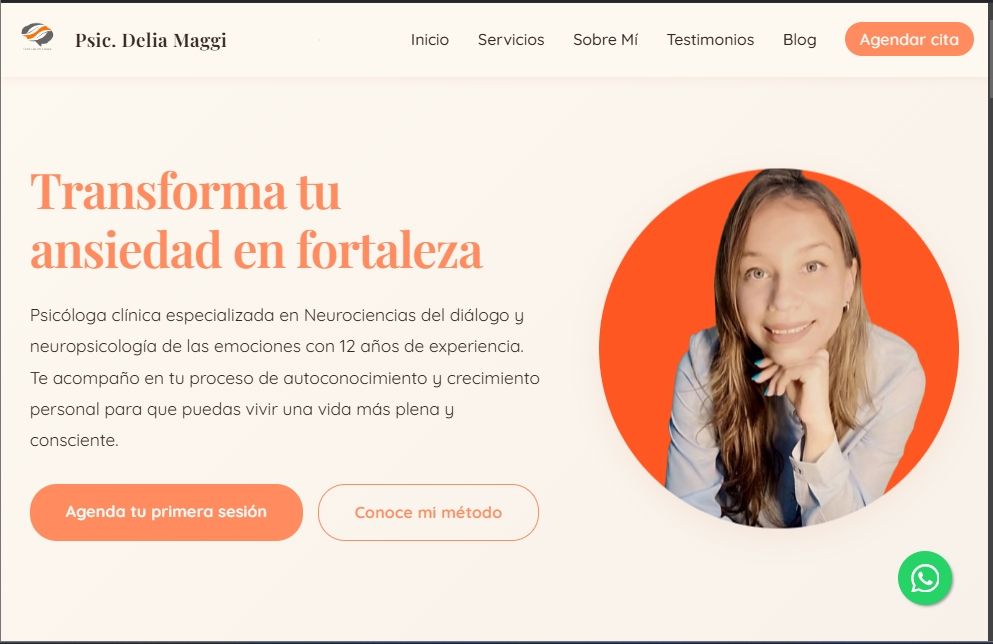 Psic. Delia Maggi
Inicio Servicios Sobre Mí Testimonios Blog Agendar cita
Transforma tu
ansiedad en fortaleza
Psicóloga clínica especializada en Neurociencias del diálogo y
neuropsicología de las emociones con 12 años de experiencia.
Te acompaño en tu proceso de autoconocimiento y crecimiento
personal para que puedas vivir una vida más plena y
consciente.
Agenda tu primera sesión
Conoce mi método